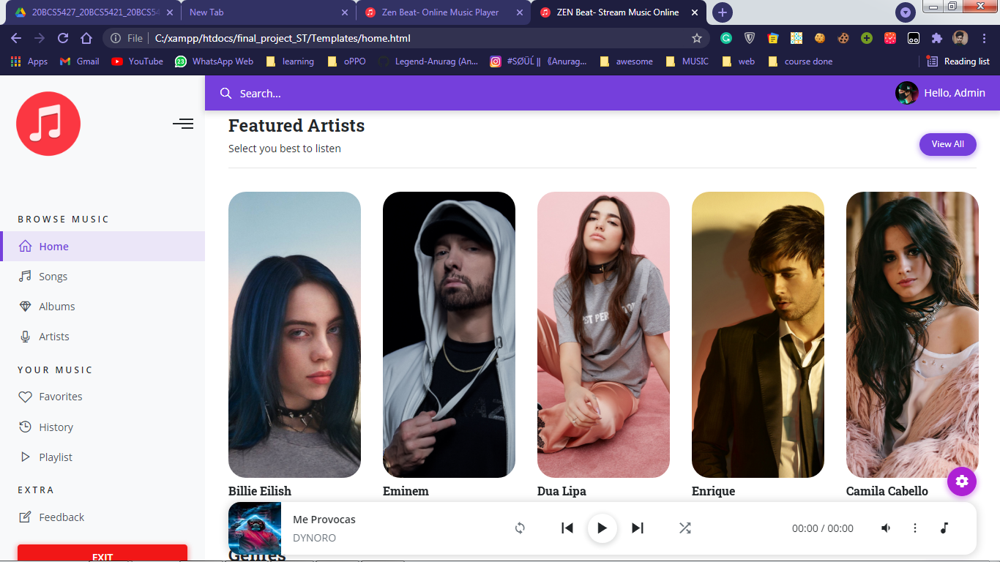 20BCS5427_20BCS5421_20BCS54
New Tab
Zen Beat- Online Music Player
ZEN Beat- Stream Music Online
File
C:/xampp/htdocs/final_project_ST/Templates/home.html
Apps
Gmail
YouTube
23
WhatsApp Web
learning
oPPO
Legend-Anurag (An...
#SØÜĹ ‖ 《Anurag...
awesome
MUSIC
web
course done
Reading list
Search...
Hello, Admin
Featured Artists
Select you best to listen
View All
BROWSE MUSIC
Home
Songs
Albums
Artists
YOUR MUSIC
Favorites
History
Playlist
EXTRA
Feedback
EXIT
Billie Eilish
Eminem
Dua Lipa
Enrique
Camila Cabello
Me Provocas
DYNORO
00:00 / 00:00
Genres